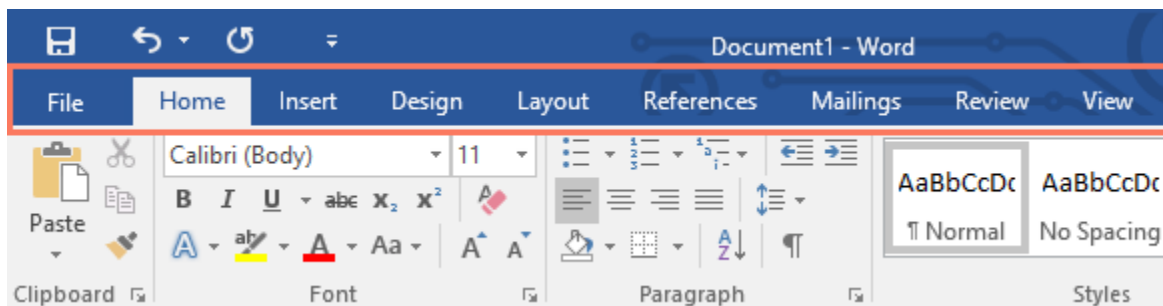 Document1 - Word
File Home Insert Design Layout References Mailings Review View
Calibri (Body) 11
AaBbCcDc AaBbCcDc
B I U abc X₂ X²
Paste
¶ Normal No Spacing
A aby A Aa A A A Z ¶
Clipboard Font Paragraph Styles